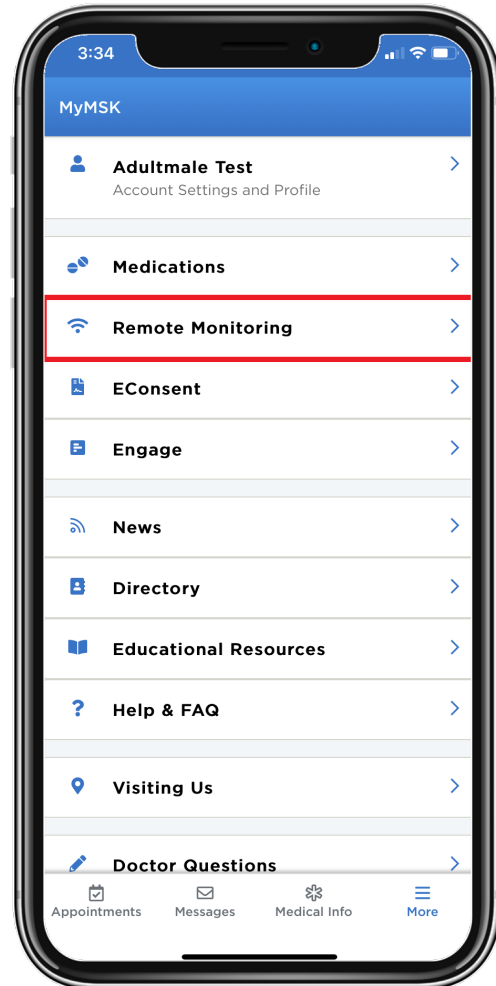 3:34
MyMSK
Adultmale Test
Account Settings and Profile
Medications
Remote Monitoring
EConsent
Engage
News
Directory
Educational Resources
Help & FAQ
Visiting Us
Doctor Questions
Appointments Messages Medical Info More